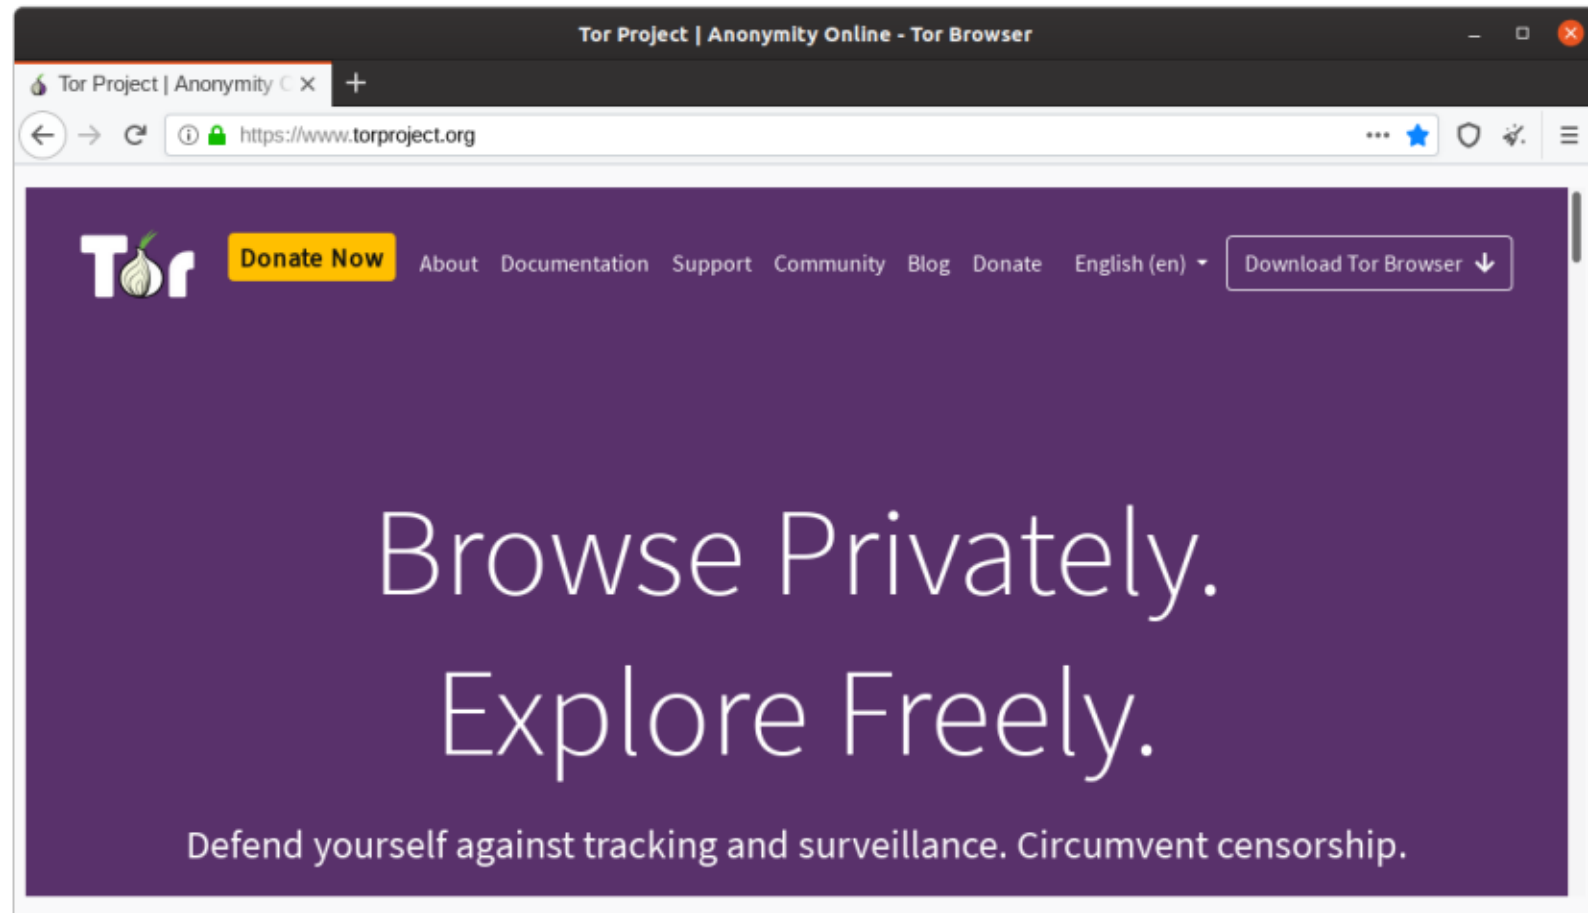 Tor Project | Anonymity Online - Tor Browser
Tor Project | Anonymity O
https://www.torproject.org
Tor
Donate Now
About Documentation Support Community Blog Donate English (en) Download Tor Browser
Browse Privately.
Explore Freely.
Defend yourself against tracking and surveillance. Circumvent censorship.